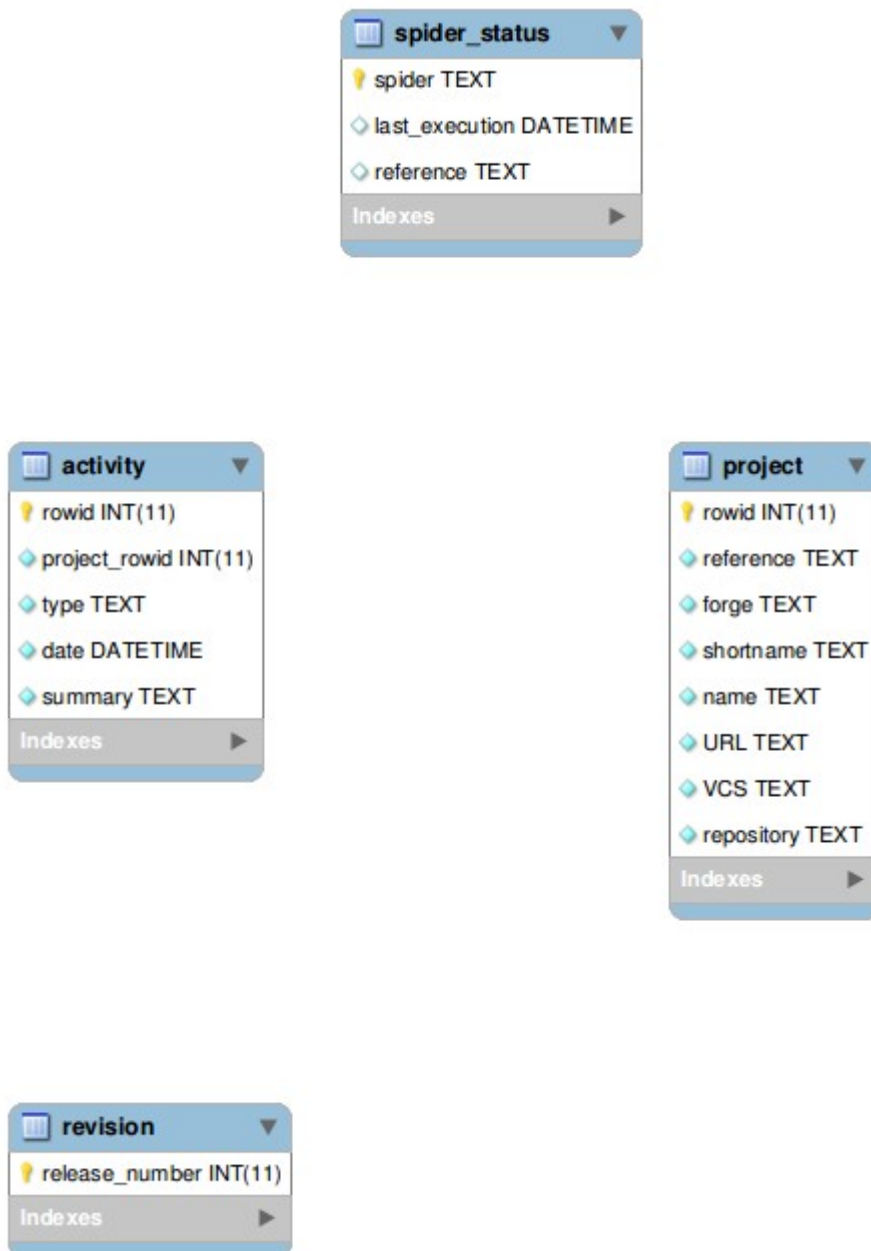 spider_status
spider TEXT
last_execution DATETIME
reference TEXT
Indexes
activity
rowid INT(11)
project_rowid INT(11)
type TEXT
date DATETIME
summary TEXT
Indexes
project
rowid INT(11)
reference TEXT
forge TEXT
shortname TEXT
name TEXT
URL TEXT
VCS TEXT
repository TEXT
Indexes
revision
release_number INT(11)
Indexes